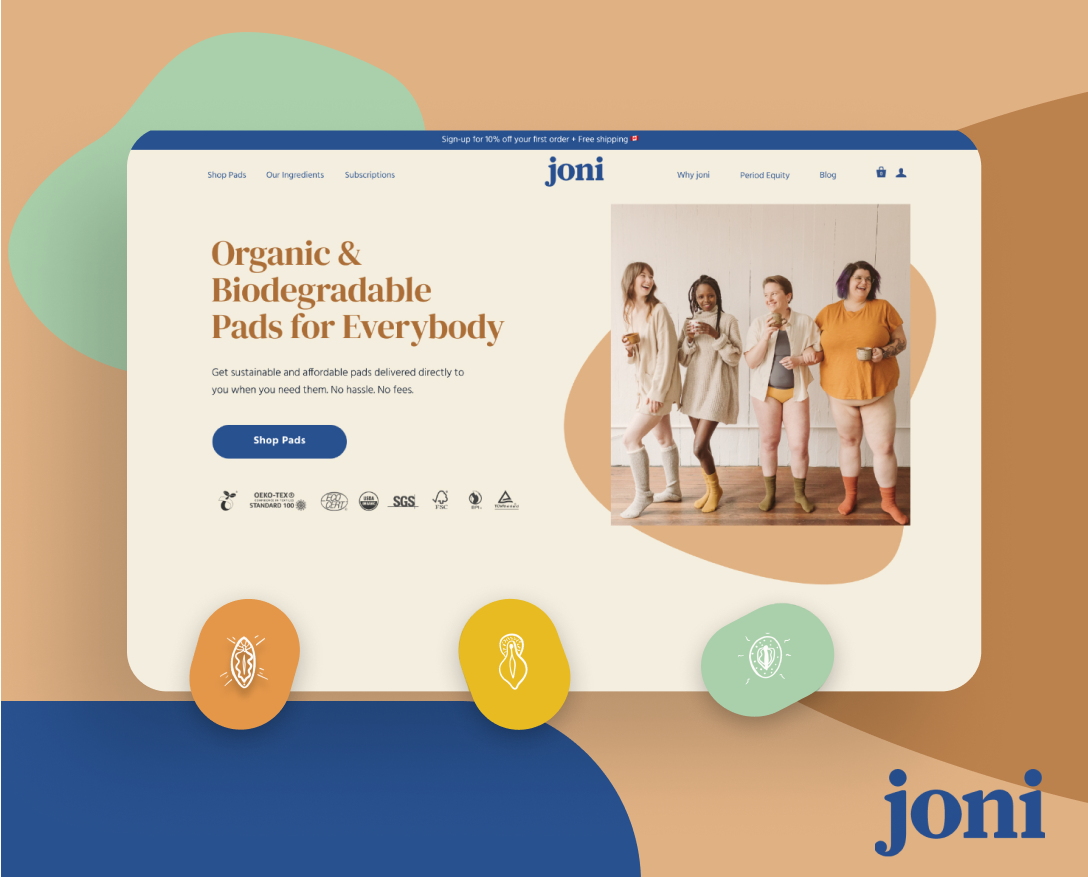 Sign-up for 10% off your first order + Free shipping 🇨🇦
Shop Pads
Our Ingredients
Subscriptions
joni
Why joni
Period Equity
Blog
Organic &
Biodegradable
Pads for Everybody
Get sustainable and affordable pads delivered directly to
you when you need them. No hassle. No fees.
Shop Pads
OEKO-TEX®
STANDARD 100
ECO
CERT
USDA
ORGANIC
SGS
FSC
BPI
joni